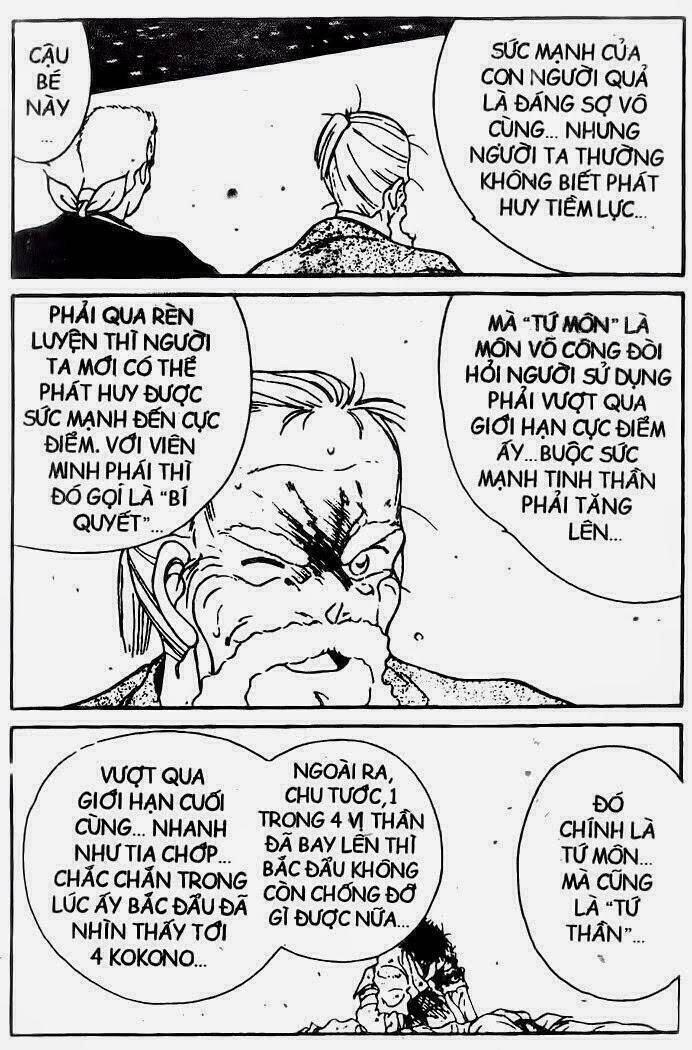 SỨC MẠNH CỦA
CON NGƯỜI QUẢ
LÀ ĐÁNG SỢ VÔ
CÙNG... NHƯNG
NGƯỜI TA THƯỜNG
KHÔNG BIẾT PHÁT
HUY TIỀM LỰC...
CẬU
BÉ
NÀY
...
MÀ “TỨ MÔN” LÀ
MÔN VÕ CÔNG ĐÒI
HỎI NGƯỜI SỬ DỤNG
PHẢI VƯỢT QUA
GIỚI HẠN CỰC ĐIỂM
ẤY...BUỘC SỨC
MẠNH TINH THẦN
PHẢI TĂNG
LÊN...
PHẢI QUA RÈN
LUYỆN THÌ NGƯỜI
TA MỚI CÓ THỂ
PHÁT HUY ĐƯỢC
SỨC MẠNH ĐẾN CỰC
ĐIỂM. VỚI VIÊN
MINH PHÁI THÌ
ĐÓ GỌI LÀ “BÍ
QUYẾT”...
ĐÓ
CHÍNH LÀ
TỨ MÔN...
MÀ CŨNG
LÀ “TỨ
THẦN”...
NGOÀI RA,
CHU TƯỚC,1
TRONG 4 VỊ THẦN
ĐÃ BAY LÊN THÌ
BẮC ĐẨU KHÔNG
CÒN CHỐNG ĐỠ
GÌ ĐƯỢC NỮA...
VƯỢT QUA
GIỚI HẠN CUỐI
CÙNG... NHANH
NHƯ TIA CHỚP...
CHẮC CHẮN TRONG
LÚC ẤY BẮC ĐẨU ĐÃ
NHÌN THẤY TỚI
4 KOKONO...